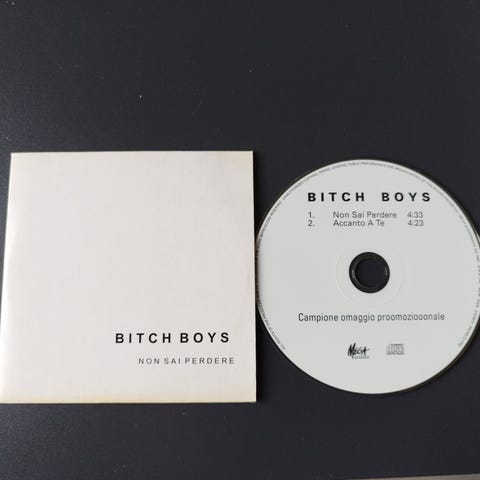 BITCH BOYS
NON SAI PERDERE
BITCH BOYS
1. Non Sai Perdere 4:33
2. Accanto A Te 4:23
Campione omaggio proomoziooonale